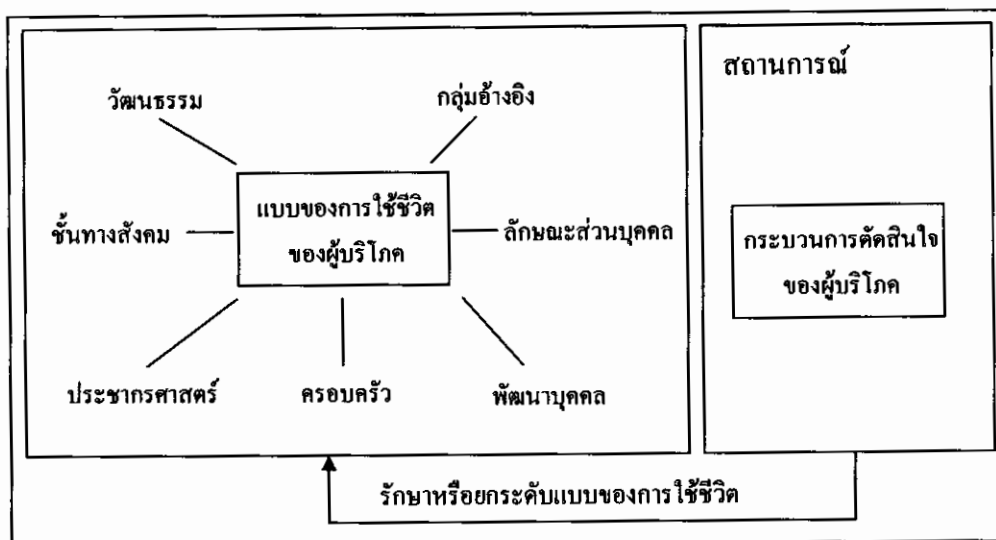 วัฒนธรรม
กลุ่มอ้างอิง
แบบของการใช้ชีวิต
ของผู้บริโภค
ชั้นทางสังคม
ลักษณะส่วนบุคคล
ประชากรศาสตร์
ครอบครัว
พัฒนาบุคคล
สถานการณ์
กระบวนการตัดสินใจ
ของผู้บริโภค
รักษาหรือยกระดับแบบของการใช้ชีวิต